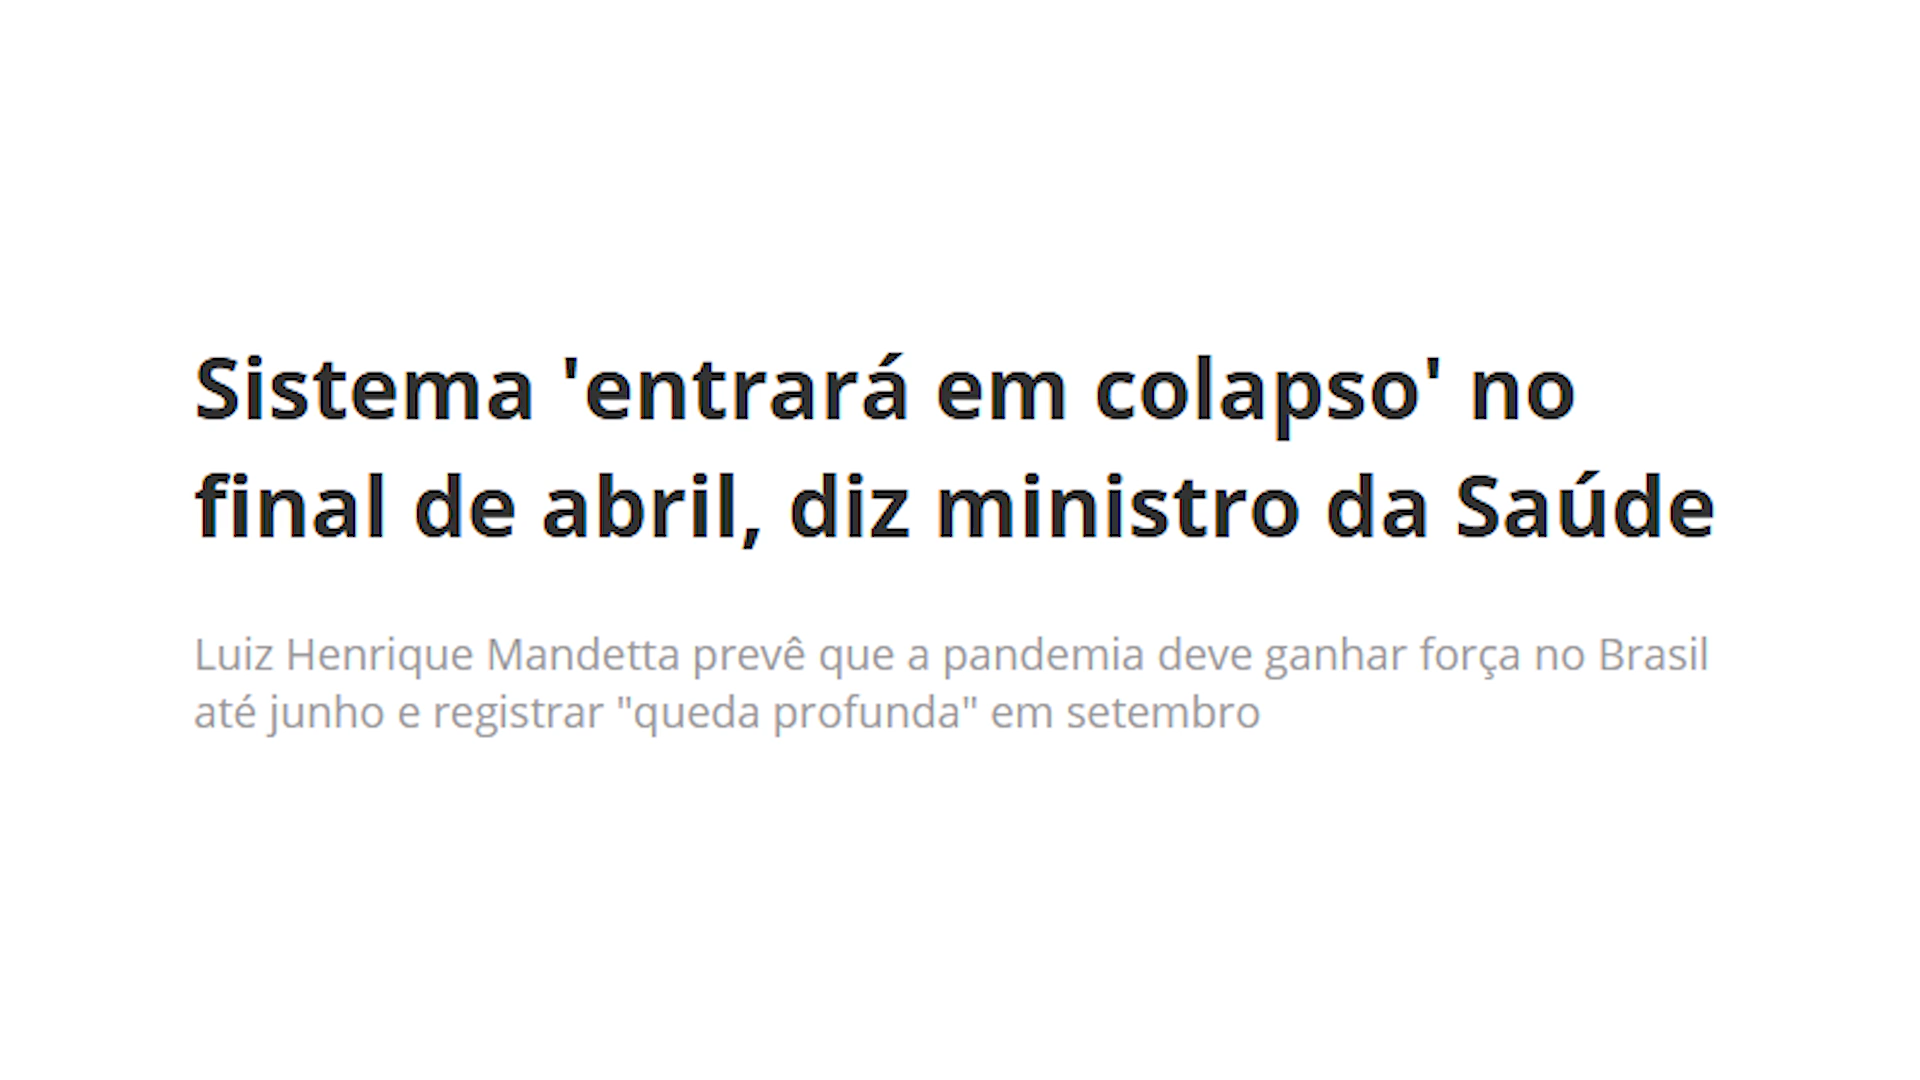 Sistema 'entrará em colapso' no
final de abril, diz ministro da Saúde
Luiz Henrique Mandetta prevê que a pandemia deve ganhar força no Brasil
até junho e registrar "queda profunda" em setembro